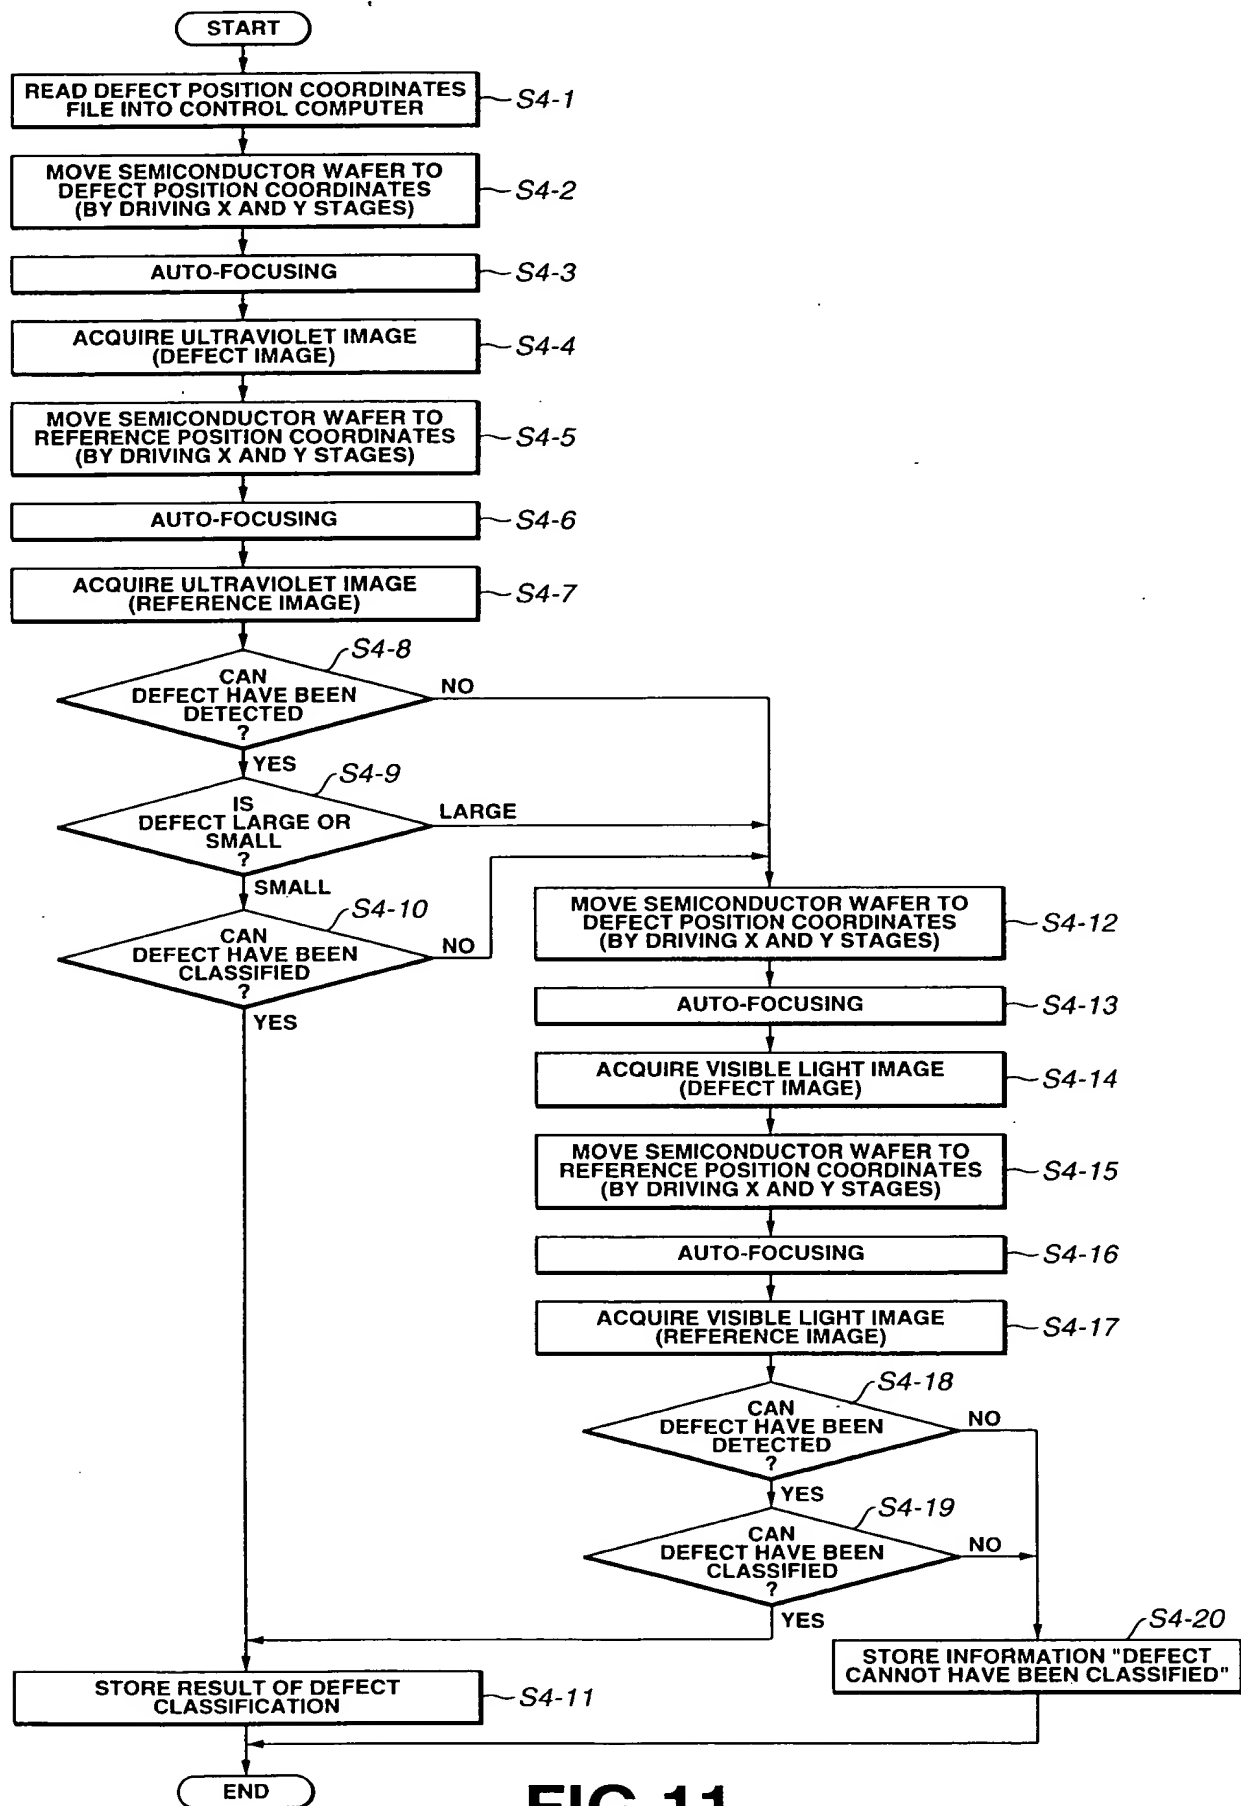 START
READ DEFECT POSITION COORDINATES
FILE INTO CONTROL COMPUTER
S4-1
MOVE SEMICONDUCTOR WAFER TO
DEFECT POSITION COORDINATES
(BY DRIVING X AND Y STAGES)
S4-2
AUTO-FOCUSING
S4-3
ACQUIRE ULTRAVIOLET IMAGE
(DEFECT IMAGE)
S4-4
MOVE SEMICONDUCTOR WAFER TO
REFERENCE POSITION COORDINATES
(BY DRIVING X AND Y STAGES)
S4-5
AUTO-FOCUSING
S4-6
ACQUIRE ULTRAVIOLET IMAGE
(REFERENCE IMAGE)
S4-7
S4-8
CAN
DEFECT HAVE BEEN
DETECTED
?
NO
YES
S4-9
IS
DEFECT LARGE OR
SMALL
?
LARGE
SMALL
S4-10
CAN
DEFECT HAVE BEEN
CLASSIFIED
?
NO
YES
MOVE SEMICONDUCTOR WAFER TO
DEFECT POSITION COORDINATES
(BY DRIVING X AND Y STAGES)
S4-12
AUTO-FOCUSING
S4-13
ACQUIRE VISIBLE LIGHT IMAGE
(DEFECT IMAGE)
S4-14
MOVE SEMICONDUCTOR WAFER TO
REFERENCE POSITION COORDINATES
(BY DRIVING X AND Y STAGES)
S4-15
AUTO-FOCUSING
S4-16
ACQUIRE VISIBLE LIGHT IMAGE
(REFERENCE IMAGE)
S4-17
S4-18
CAN
DEFECT HAVE BEEN
DETECTED
?
NO
YES
S4-19
CAN
DEFECT HAVE BEEN
CLASSIFIED
?
NO
YES
S4-20
STORE INFORMATION "DEFECT
CANNOT HAVE BEEN CLASSIFIED"
STORE RESULT OF DEFECT
CLASSIFICATION
S4-11
END
FIG.11